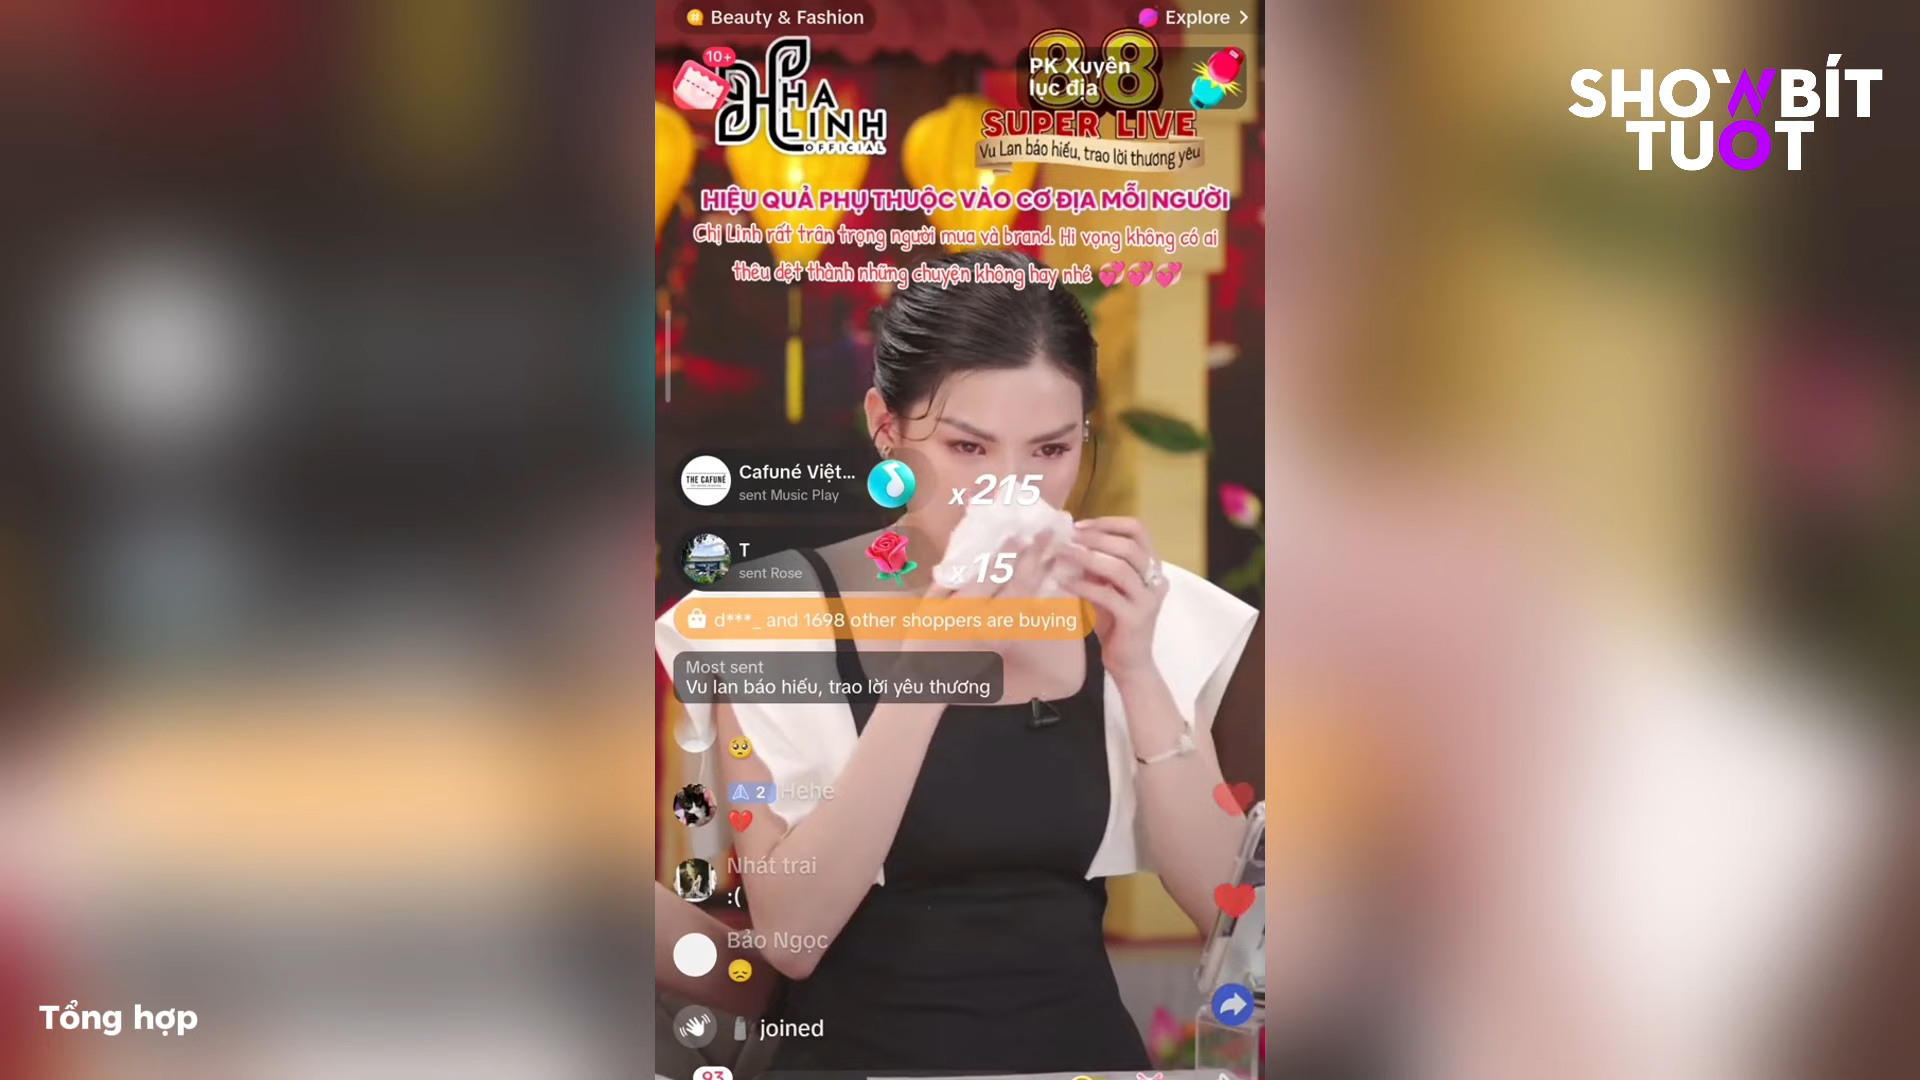 Beauty & Fashion
Explore
10+
HA
LINH
OFFICIAL
8.8
PK Xuyên
lục địa
SUPER LIVE
Vu Lan báo hiếu, trao lời thương yêu
SHOWBÍT
TUOT
HIỆU QUẢ PHỤ THUỘC VÀO CƠ ĐỊA MỖI NGƯỜI
Chị Linh rất trân trọng người mua và brand. Hi vọng không có ai
thêu dệt thành những chuyện không hay nhé
THE CAFUNÉ
Cafuné Việt...
sent Music Play
x215
T
sent Rose
x15
d***_ and 1698 other shoppers are buying
Most sent
Vu lan báo hiếu, trao lời yêu thương
2 Hehe
Nhát trai
:(
Bảo Ngọc
joined
93
Tổng hợp